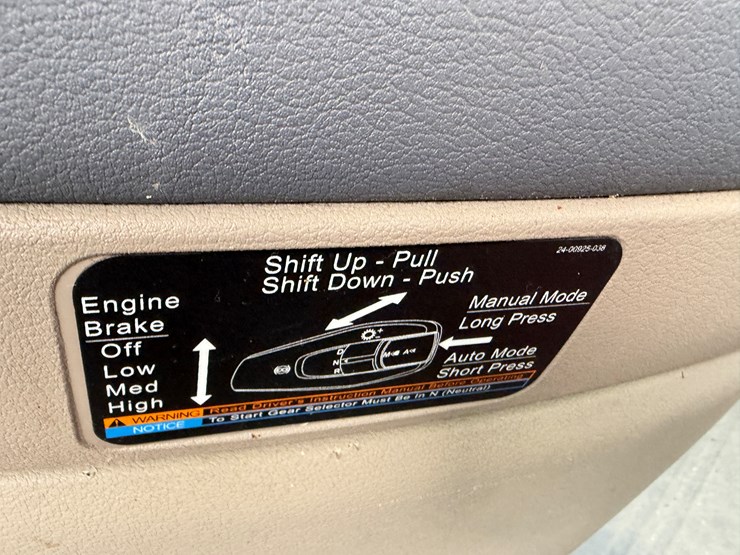 24-00925-038
Shift Up - Pull
Shift Down - Push
Engine
Brake
Off
Low
Med
High
Manual Mode
Long Press
Auto Mode
Short Press
D
N
R
M A
WARNING Read Driver's Instruction Manual Before Operating
NOTICE To Start Gear Selector Must Be In N (Neutral)